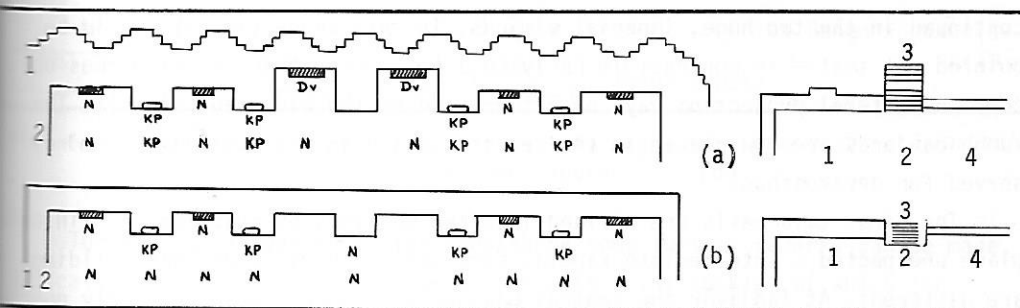 3
1
Dv Dv
N N N N
KP KP KP KP
2
N KP N KP N N KP N KP N
(a)
1 2 4
3
N N N N
KP KP KP KP
N
1 2
N N N N N N N N
(b)
1 2 4